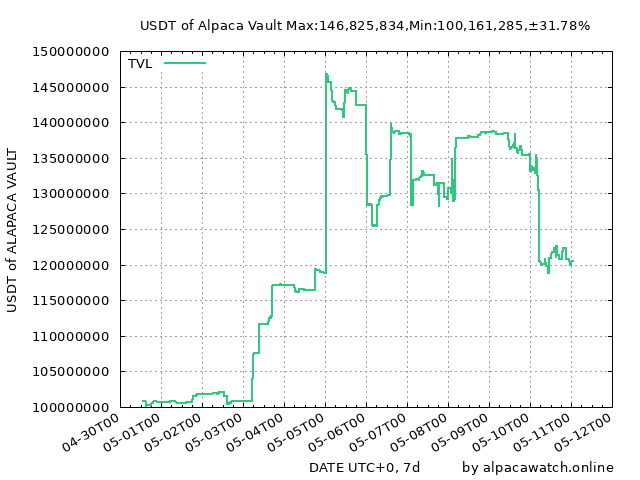 USDT of Alpaca Vault Max:146,825,834,Min:100,161,285,±31.78%
TVL
USDT of ALAPACA VAULT
150000000
145000000
140000000
135000000
130000000
125000000
120000000
115000000
110000000
105000000
100000000
04-30T00
05-01T00
05-02T00
05-03T00
05-04T00
05-05T00
05-06T00
05-07T00
05-08T00
05-09T00
05-10T00
05-11T00
05-12T00
DATE UTC+0, 7d
by alpacawatch.online